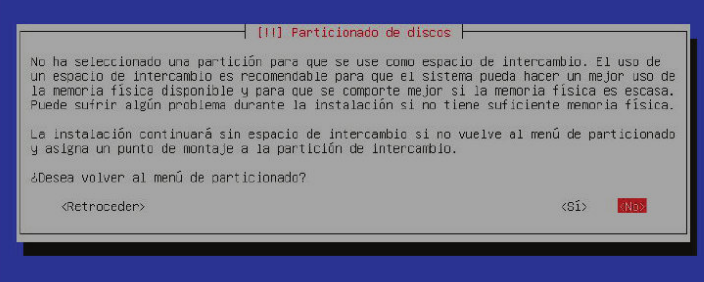 [!!] Particionado de discos
No ha seleccionado una partición para que se use como espacio de intercambio. El uso de
un espacio de intercambio es recomendable para que el sistema pueda hacer un mejor uso de
la memoria física disponible y para que se comporte mejor si la memoria física es escasa.
Puede sufrir algún problema durante la instalación si no tiene suficiente memoria física.
La instalación continuará sin espacio de intercambio si no vuelve al menú de particionado
y asigna un punto de montaje a la partición de intercambio.
¿Desea volver al menú de particionado?
<Retroceder> <Sí> <No>